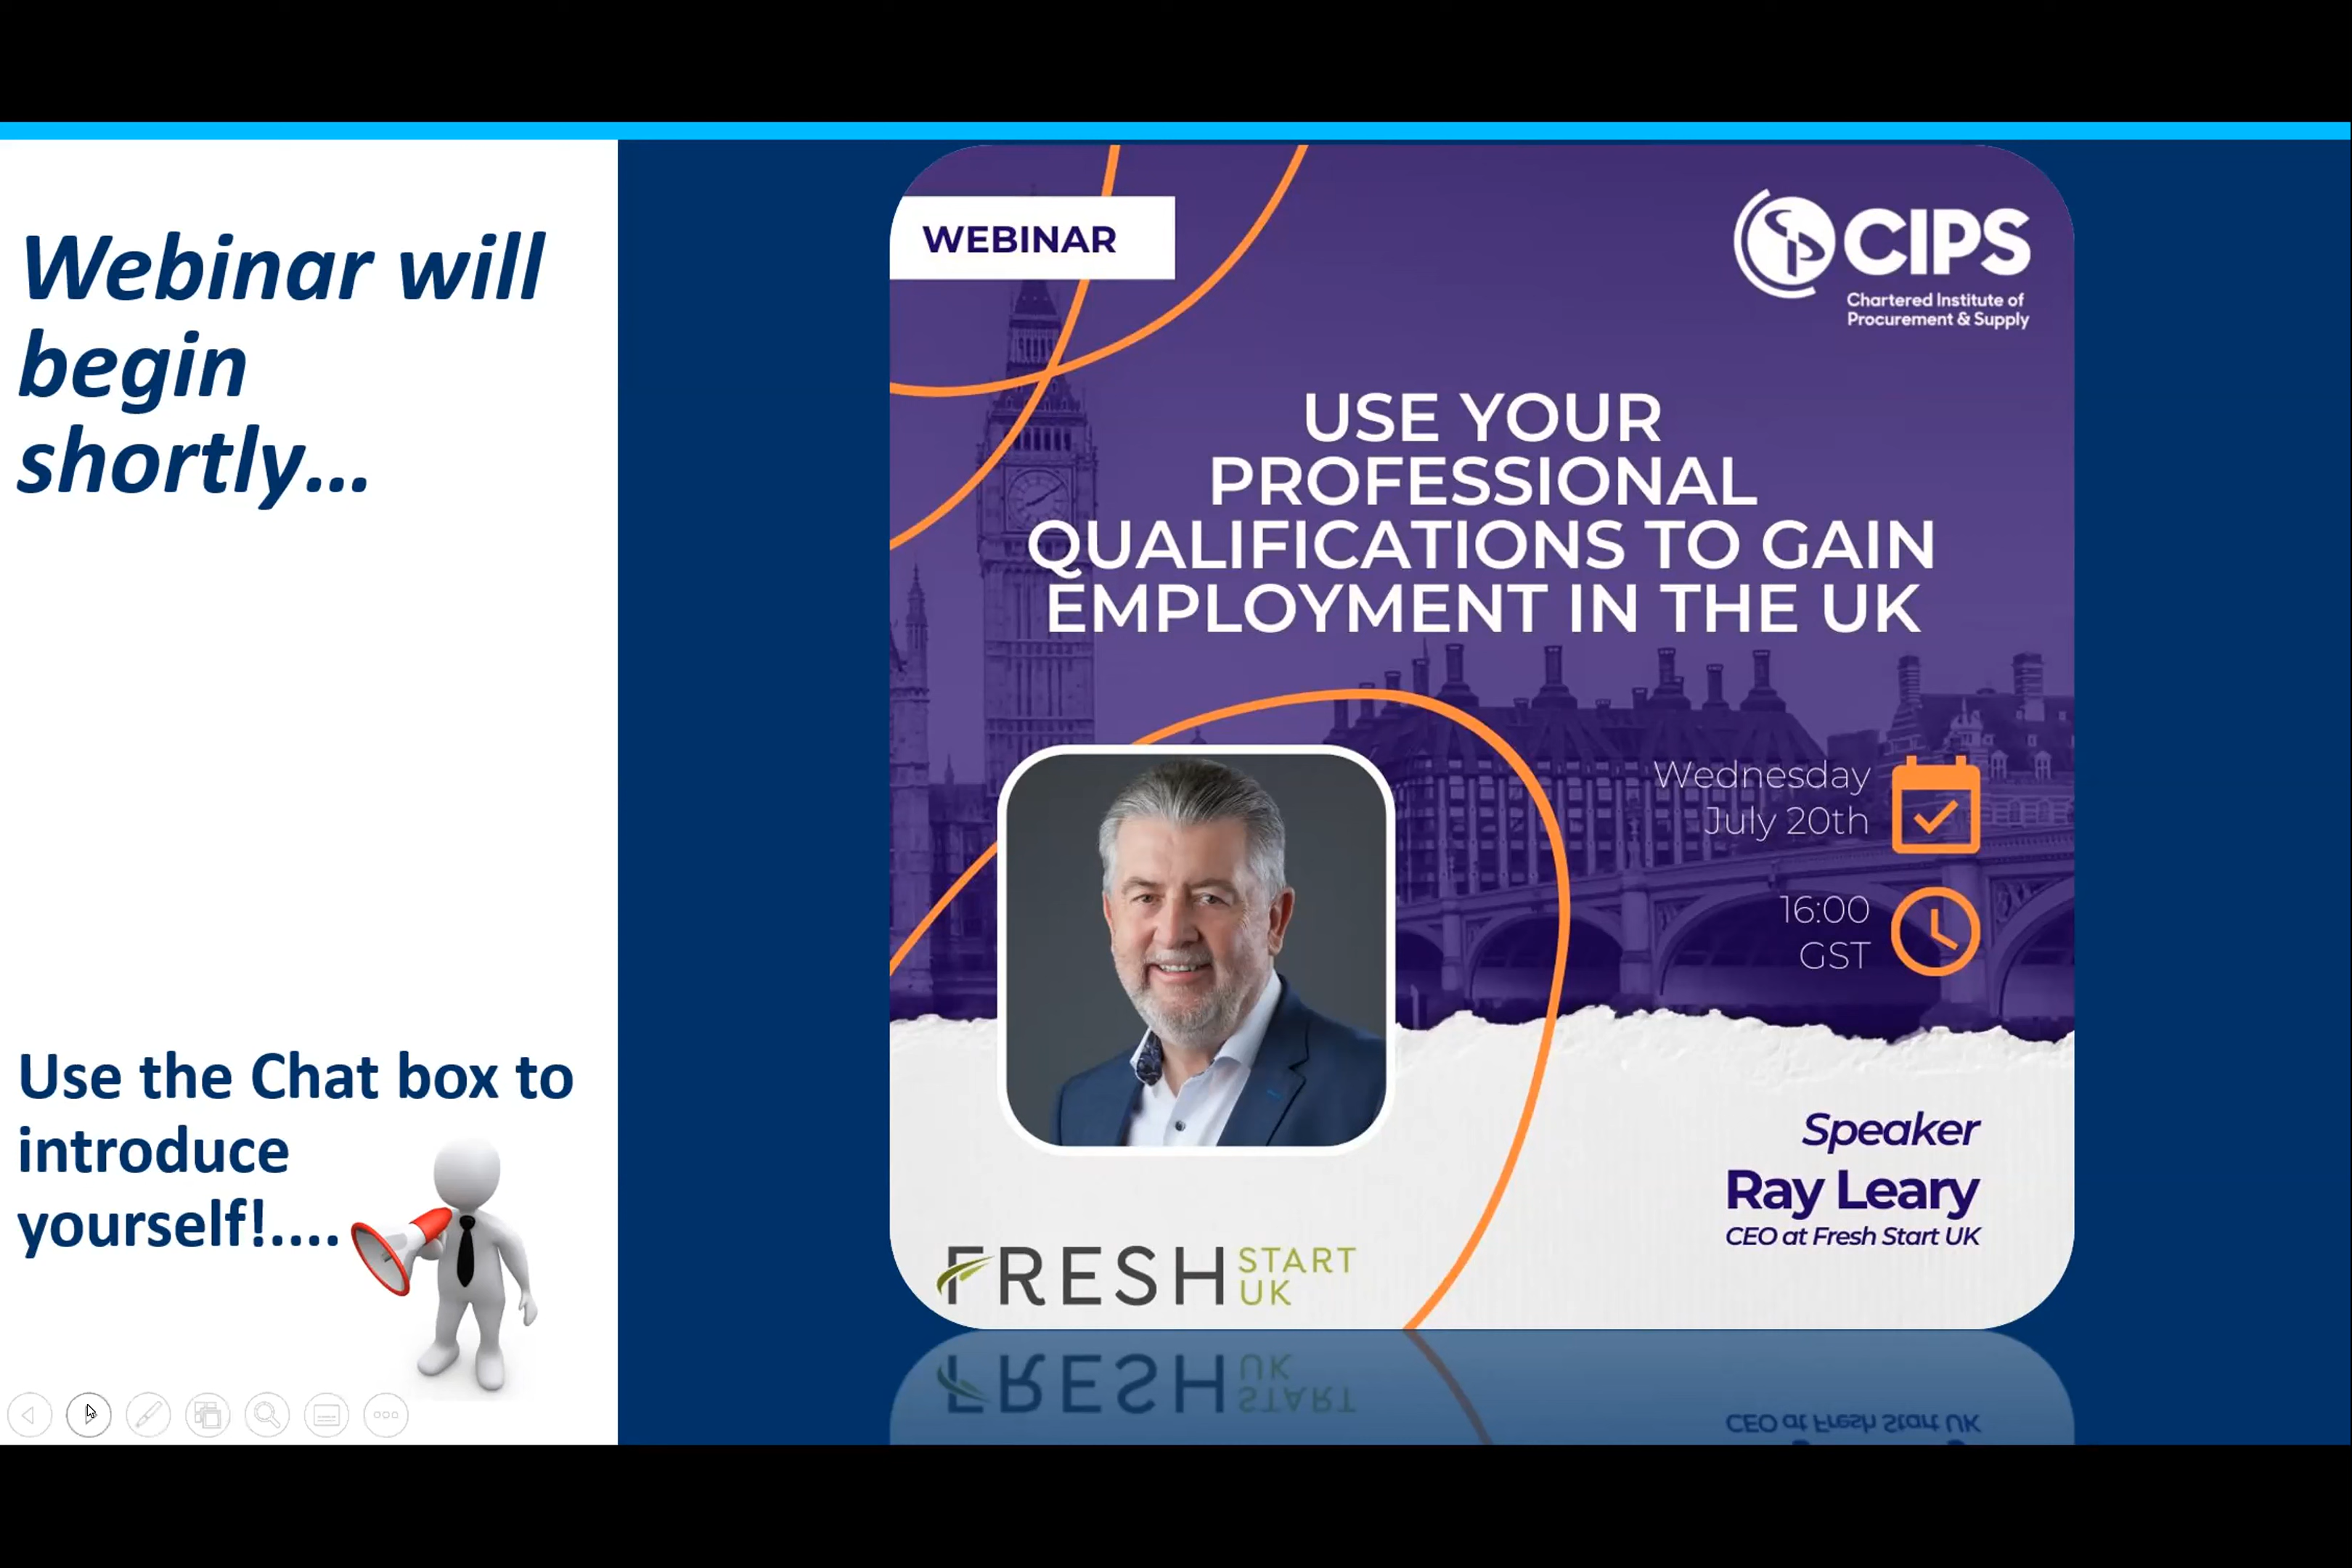 Webinar will
begin
shortly...
Use the Chat box to
introduce
yourself!....
WEBINAR
CIPS
Chartered Institute of
Procurement & Supply
USE YOUR
PROFESSIONAL
QUALIFICATIONS TO GAIN
EMPLOYMENT IN THE UK
Wednesday
July 20th
16:00
GST
Speaker
Ray Leary
CEO at Fresh Start UK
FRESH START
UK